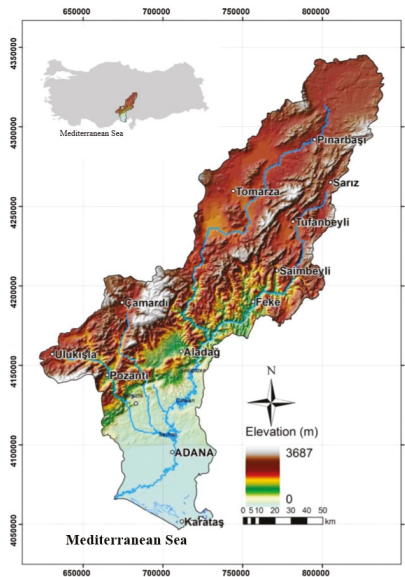 650000 700000 750000 800000
4350000
Mediterranean Sea
4300000
Pınarbaşı
Sarız
Tomarza
4250000
Tufanbeyli
Saimbeyli
4200000
Çamardı
Feke
Ulukışla
Aladağ
4150000
Pozantı
N
Elevation (m)
3687
0
4100000
ADANA
0 5 10 20 30 40 50
km
4050000
Karataş
Mediterranean Sea
650000 700000 750000 800000